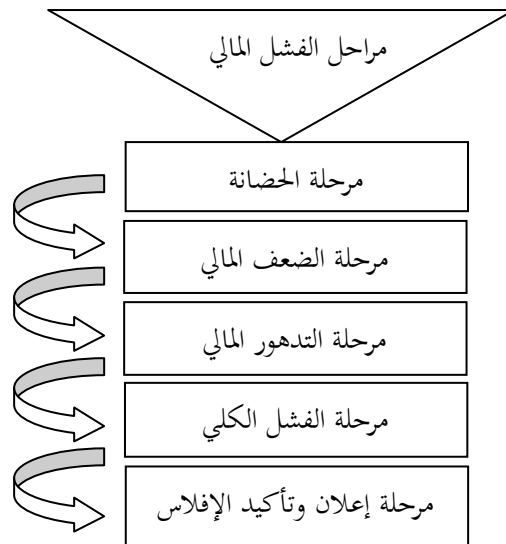 مراحل الفشل المالي
مرحلة الحضانة
مرحلة الضعف المالي
مرحلة التدهور المالي
مرحلة الفشل الكلي
مرحلة إعلان وتأكيد الإفلاس